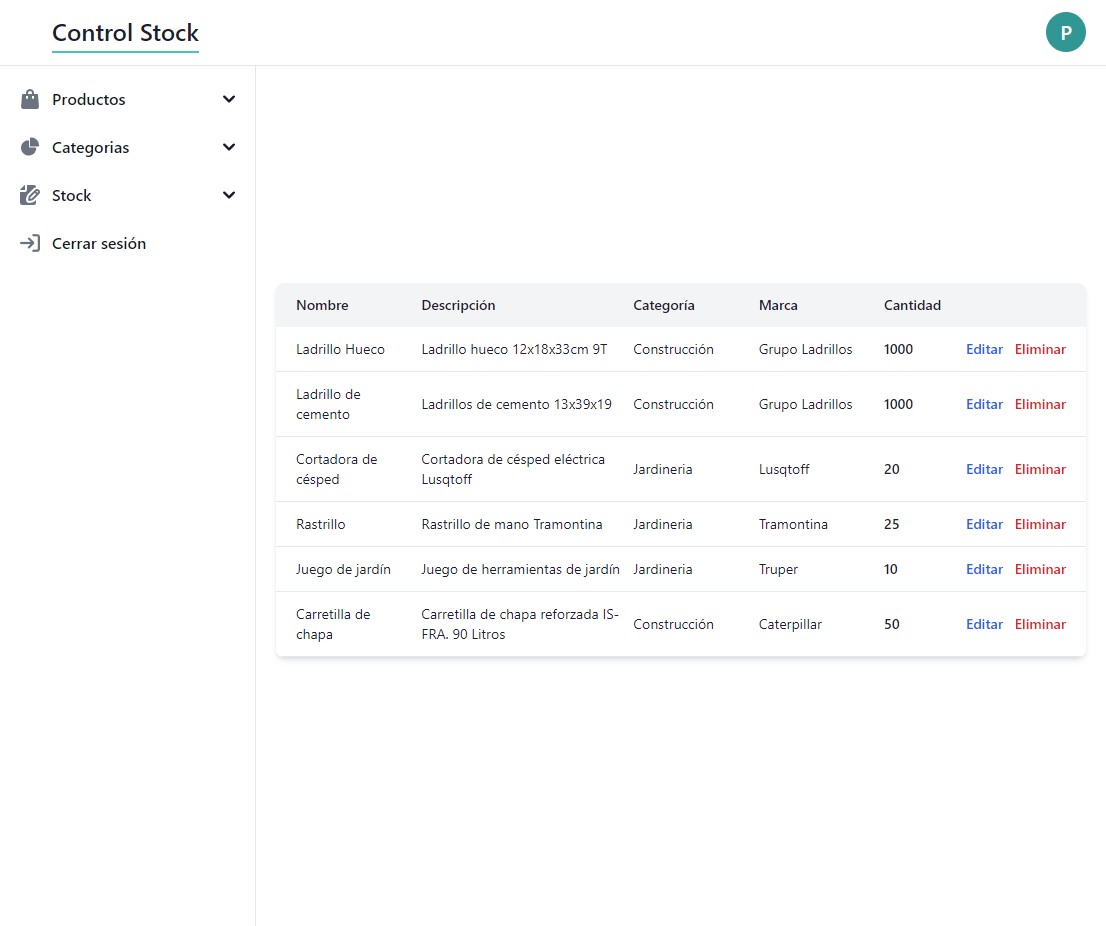 Control Stock
P
Productos
Categorias
Stock
Cerrar sesión
Nombre Descripción Categoría Marca Cantidad
Ladrillo Hueco Ladrillo hueco 12x18x33cm 9T Construcción Grupo Ladrillos 1000 Editar Eliminar
Ladrillo de
cemento
Ladrillos de cemento 13x39x19 Construcción Grupo Ladrillos 1000 Editar Eliminar
Cortadora de
césped
Cortadora de césped eléctrica
Lusqtoff
Jardineria Lusqtoff 20 Editar Eliminar
Rastrillo Rastrillo de mano Tramontina Jardineria Tramontina 25 Editar Eliminar
Juego de jardín Juego de herramientas de jardín Jardineria Truper 10 Editar Eliminar
Carretilla de
chapa
Carretilla de chapa reforzada IS-
FRA. 90 Litros
Construcción Caterpillar 50 Editar Eliminar